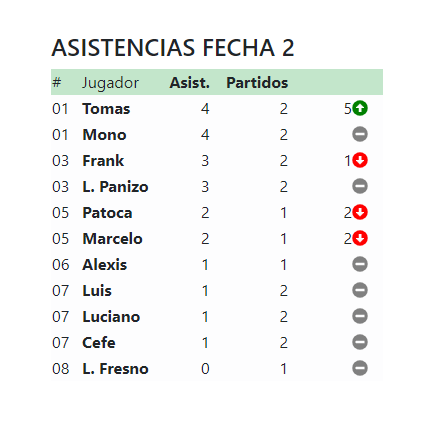 ASISTENCIAS FECHA 2
# Jugador Asist. Partidos
01 Tomas 4 2 5
01 Mono 4 2
03 Frank 3 2 1
03 L. Panizo 3 2
05 Patoca 2 1 2
05 Marcelo 2 1 2
06 Alexis 1 1
07 Luis 1 2
07 Luciano 1 2
07 Cefe 1 2
08 L. Fresno 0 1